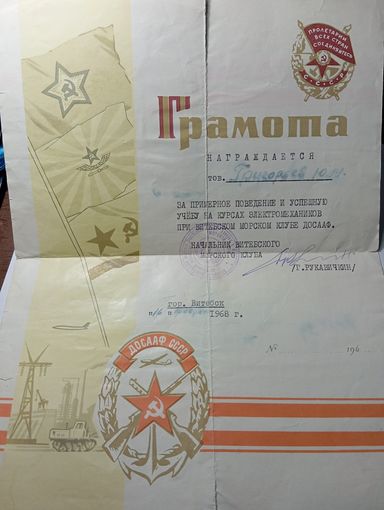 ПРОЛЕТАРИИ
ВСЕХ СТРАН
СОЕДИНЯЙТЕСЬ
С С С Р
Грамота
НАГРАЖДАЕТСЯ
тов. Григорьев Ю.М.
ЗА ПРИМЕРНОЕ ПОВЕДЕНИЕ И УСПЕШНУЮ
УЧЁБУ НА КУРСАХ ЭЛЕКТРОМЕХАНИКОВ
ПРИ ВИТЕБСКОМ МОРСКОМ КЛУБЕ ДОСААФ.
НАЧАЛЬНИК ВИТЕБСКОГО
МОРСКОГО КЛУБА
/Г.РУКАВИЧКИН/
гор. Витебск
1968 г.
№ 196
ДОСААФ СССР